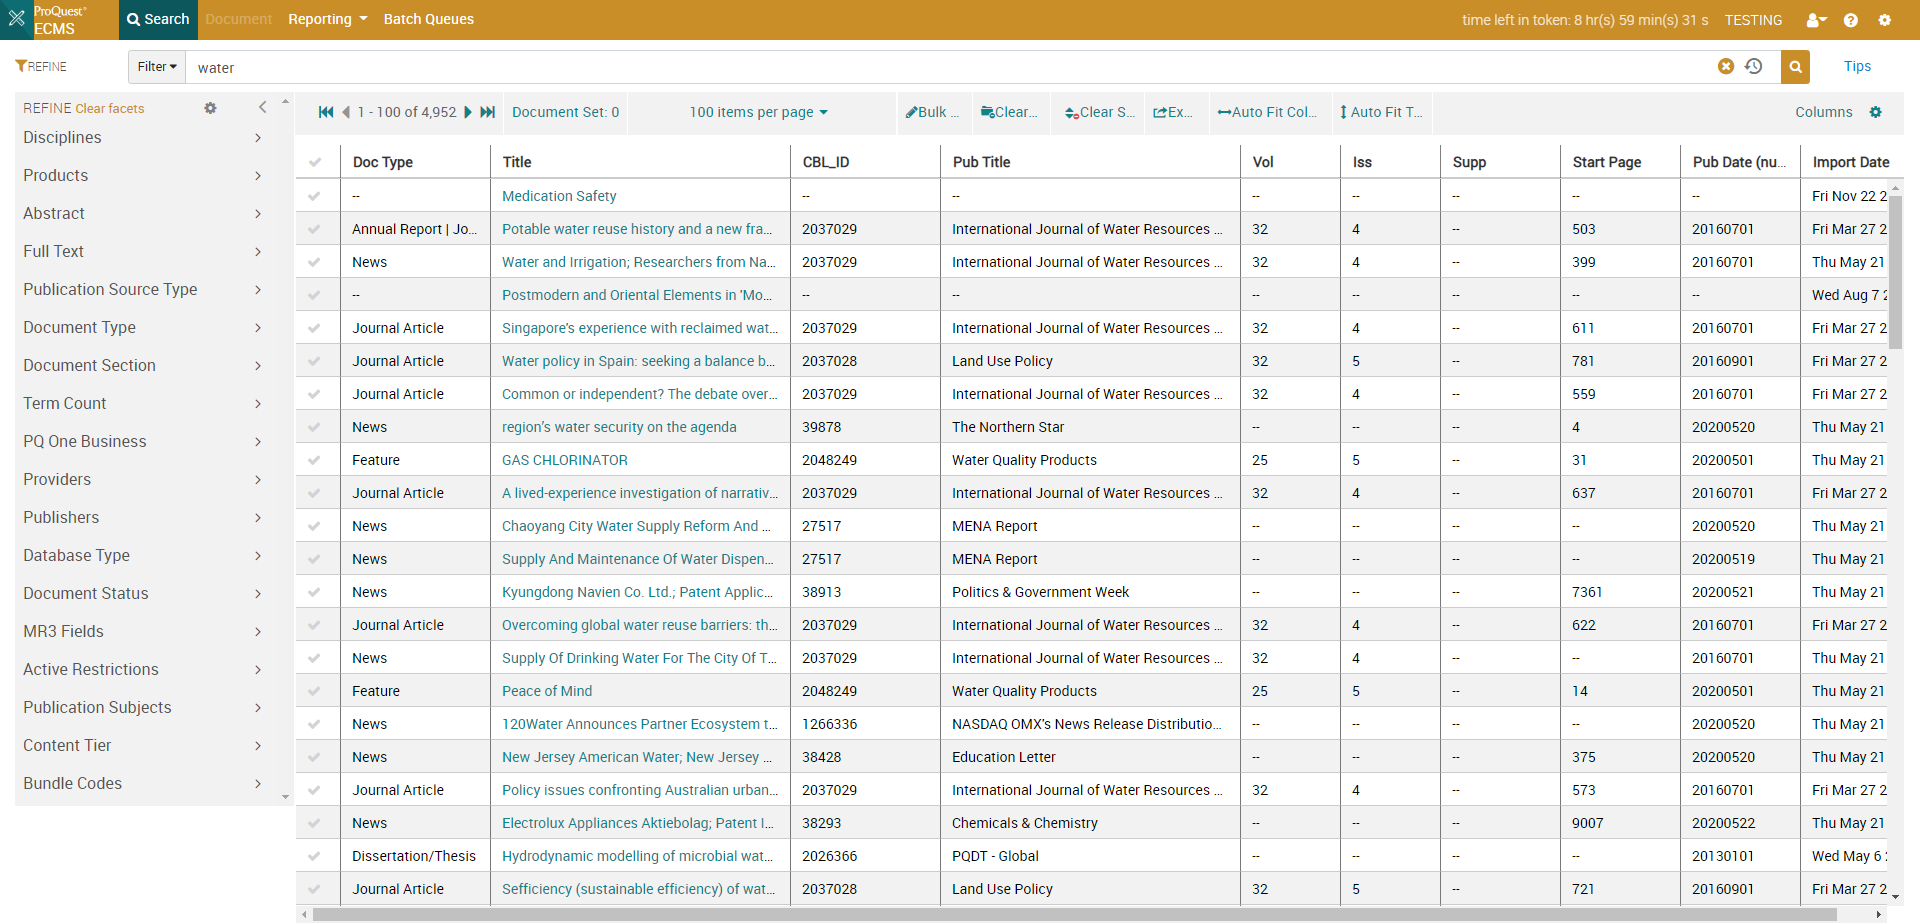 ProQuest®
ECMS
Search Document Reporting Batch Queues time left in token: 8 hr(s) 59 min(s) 31 s TESTING
REFINE Filter water Tips
REFINE Clear facets
Disciplines
Products
Abstract
Full Text
Publication Source Type
Document Type
Document Section
Term Count
PQ One Business
Providers
Publishers
Database Type
Document Status
MR3 Fields
Active Restrictions
Publication Subjects
Content Tier
Bundle Codes
1 - 100 of 4,952 Document Set: 0 100 items per page Bulk ... Clear... Clear S... Ex... Auto Fit Col... Auto Fit T... Columns
Doc Type Title CBL_ID Pub Title Vol Iss Supp Start Page Pub Date (nu... Import Date
-- Medication Safety -- -- -- -- -- -- -- Fri Nov 22 2
Annual Report | Jo... Potable water reuse history and a new fra... 2037029 International Journal of Water Resources ... 32 4 -- 503 20160701 Fri Mar 27 2
News Water and Irrigation; Researchers from Na... 2037029 International Journal of Water Resources ... 32 4 -- 399 20160701 Thu May 21
-- Postmodern and Oriental Elements in 'Mo... -- -- -- -- -- -- -- Wed Aug 7 2
Journal Article Singapore's experience with reclaimed wat... 2037029 International Journal of Water Resources ... 32 4 -- 611 20160701 Fri Mar 27 2
Journal Article Water policy in Spain: seeking a balance b... 2037028 Land Use Policy 32 5 -- 781 20160901 Fri Mar 27 2
Journal Article Common or independent? The debate over... 2037029 International Journal of Water Resources ... 32 4 -- 559 20160701 Fri Mar 27 2
News region's water security on the agenda 39878 The Northern Star -- -- -- 4 20200520 Thu May 21
Feature GAS CHLORINATOR 2048249 Water Quality Products 25 5 -- 31 20200501 Thu May 21
Journal Article A lived-experience investigation of narrativ... 2037029 International Journal of Water Resources ... 32 4 -- 637 20160701 Fri Mar 27 2
News Chaoyang City Water Supply Reform And ... 27517 MENA Report -- -- -- -- 20200520 Thu May 21
News Supply And Maintenance Of Water Dispen... 27517 MENA Report -- -- -- -- 20200519 Thu May 21
News Kyungdong Navien Co. Ltd.; Patent Applic... 38913 Politics & Government Week -- -- -- 7361 20200521 Thu May 21
Journal Article Overcoming global water reuse barriers: th... 2037029 International Journal of Water Resources ... 32 4 -- 622 20160701 Fri Mar 27 2
News Supply Of Drinking Water For The City Of T... 2037029 International Journal of Water Resources ... 32 4 -- -- 20160701 Thu May 21
Feature Peace of Mind 2048249 Water Quality Products 25 5 -- 14 20200501 Thu May 21
News 120Water Announces Partner Ecosystem t... 1266336 NASDAQ OMX's News Release Distributio... -- -- -- -- 20200520 Thu May 21
News New Jersey American Water; New Jersey ... 38428 Education Letter -- -- -- 375 20200520 Thu May 21
Journal Article Policy issues confronting Australian urban... 2037029 International Journal of Water Resources ... 32 4 -- 573 20160701 Fri Mar 27 2
News Electrolux Appliances Aktiebolag; Patent I... 38293 Chemicals & Chemistry -- -- -- 9007 20200522 Thu May 21
Dissertation/Thesis Hydrodynamic modelling of microbial wat... 2026366 PQDT - Global -- -- -- -- 20130101 Wed May 6
Journal Article Sefficiency (sustainable efficiency) of wat... 2037028 Land Use Policy 32 5 -- 721 20160901 Fri Mar 27 2